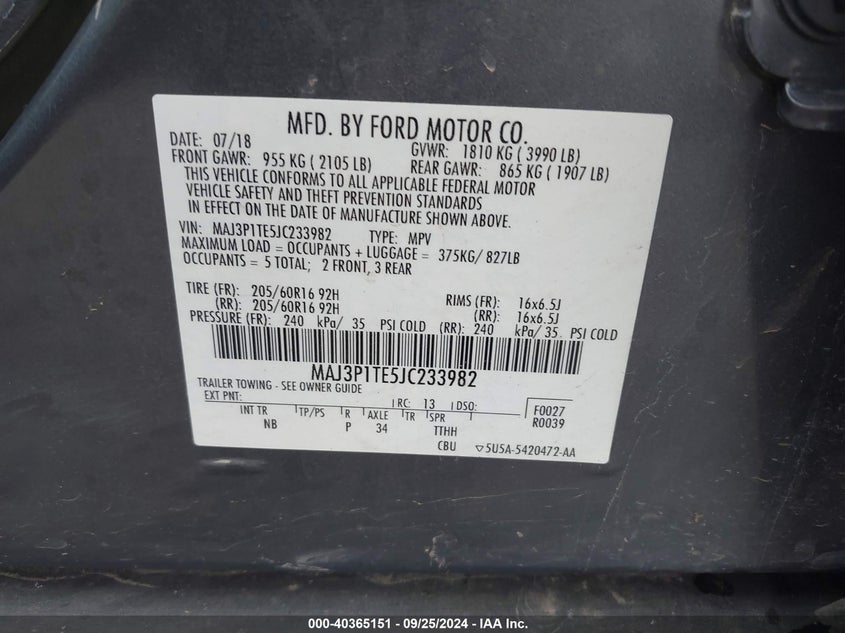 MFD. BY FORD MOTOR CO.
DATE: 07/18 GVWR: 1810 KG ( 3990 LB)
FRONT GAWR: 955 KG ( 2105 LB) REAR GAWR: 865 KG ( 1907 LB)
THIS VEHICLE CONFORMS TO ALL APPLICABLE FEDERAL MOTOR
VEHICLE SAFETY AND THEFT PREVENTION STANDARDS
IN EFFECT ON THE DATE OF MANUFACTURE SHOWN ABOVE.
VIN: MAJ3P1TE5JC233982 TYPE: MPV
MAXIMUM LOAD = OCCUPANTS + LUGGAGE = 375KG/ 827LB
OCCUPANTS = 5 TOTAL; 2 FRONT, 3 REAR
TIRE (FR): 205/60R16 92H RIMS (FR): 16x6.5J
(RR): 205/60R16 92H (RR): 16x6.5J
PRESSURE (FR): 240 kPa/ 35 PSI COLD (RR): 240 kPa/ 35. PSI COLD
MAJ3P1TE5JC233982
TRAILER TOWING - SEE OWNER GUIDE
EXT PNT: RC: 13 DSO: F0027
INT TR TP/PS R AXLE TR SPR R0039
NB P 34 TTHH
CBU 5U5A-5420472-AA
000-40365151 - 09/25/2024 - IAA Inc.